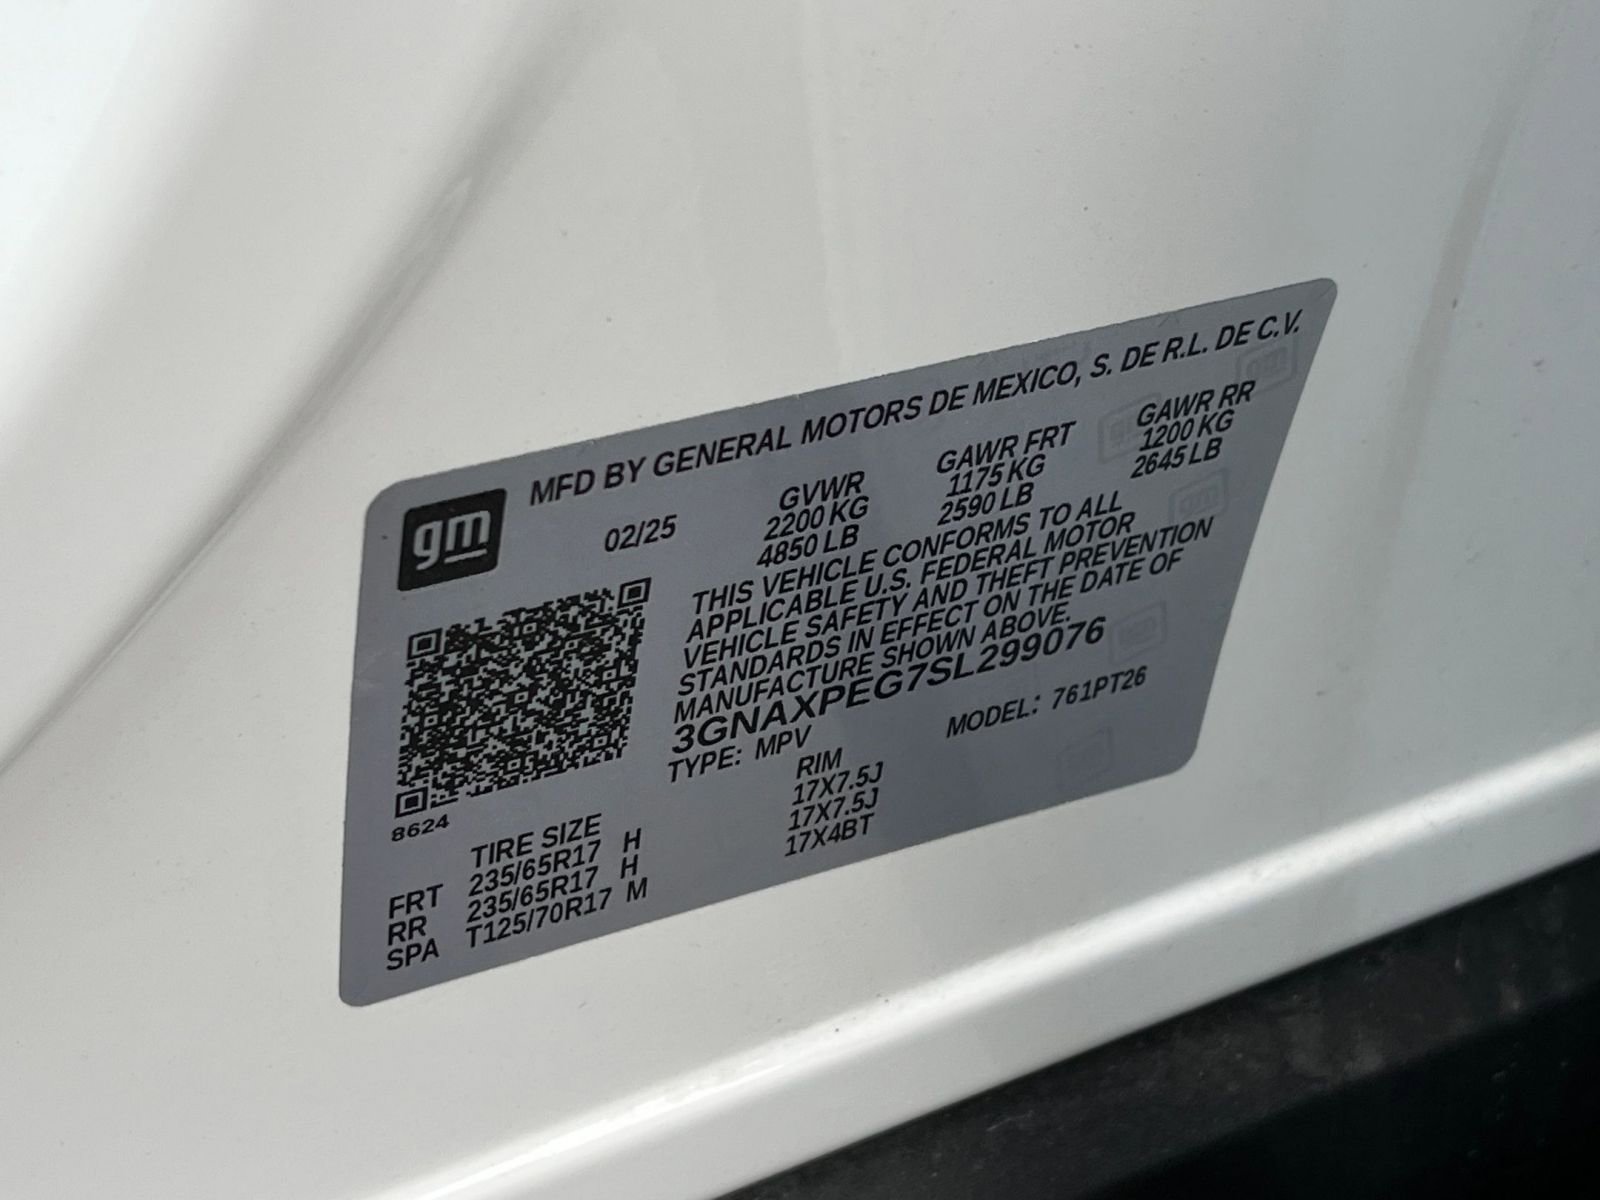 MFD BY GENERAL MOTORS DE MEXICO, S. DE R.L. DE C.V.
gm
02/25
GVWR
2200 KG
4850 LB
GAWR FRT
1175 KG
2590 LB
GAWR RR
1200 KG
2645 LB
THIS VEHICLE CONFORMS TO ALL
APPLICABLE U.S. FEDERAL MOTOR
VEHICLE SAFETY AND THEFT PREVENTION
STANDARDS IN EFFECT ON THE DATE OF
MANUFACTURE SHOWN ABOVE.
3GNAXPEG7SL299076
TYPE: MPV
MODEL: 761PT26
8624
TIRE SIZE RIM
FRT 235/65R17 H 17X7.5J
RR 235/65R17 H 17X7.5J
SPA T125/70R17 M 17X4BT